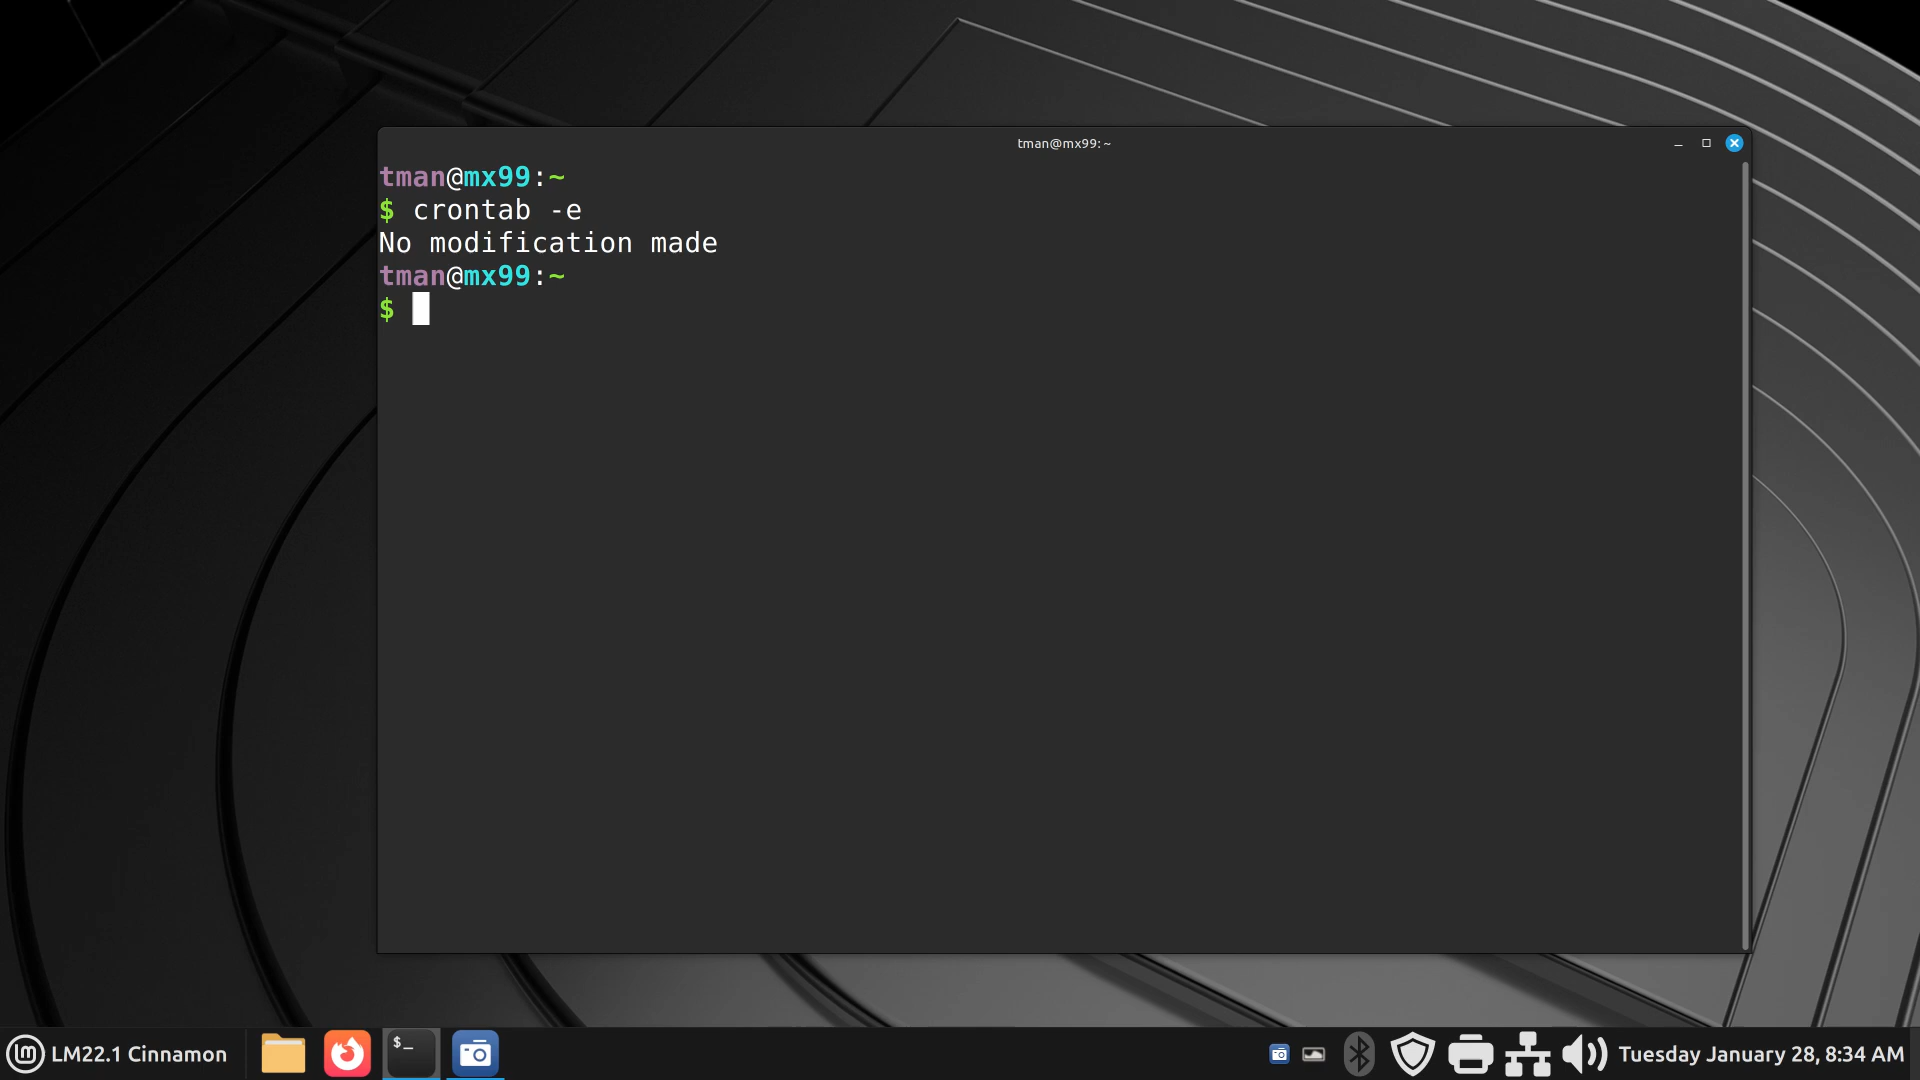 tman@mx99: ~
tman@mx99:~
$ crontab -e
No modification made
tman@mx99:~
$
LM22.1 Cinnamon
$_
Tuesday January 28, 8:34 AM